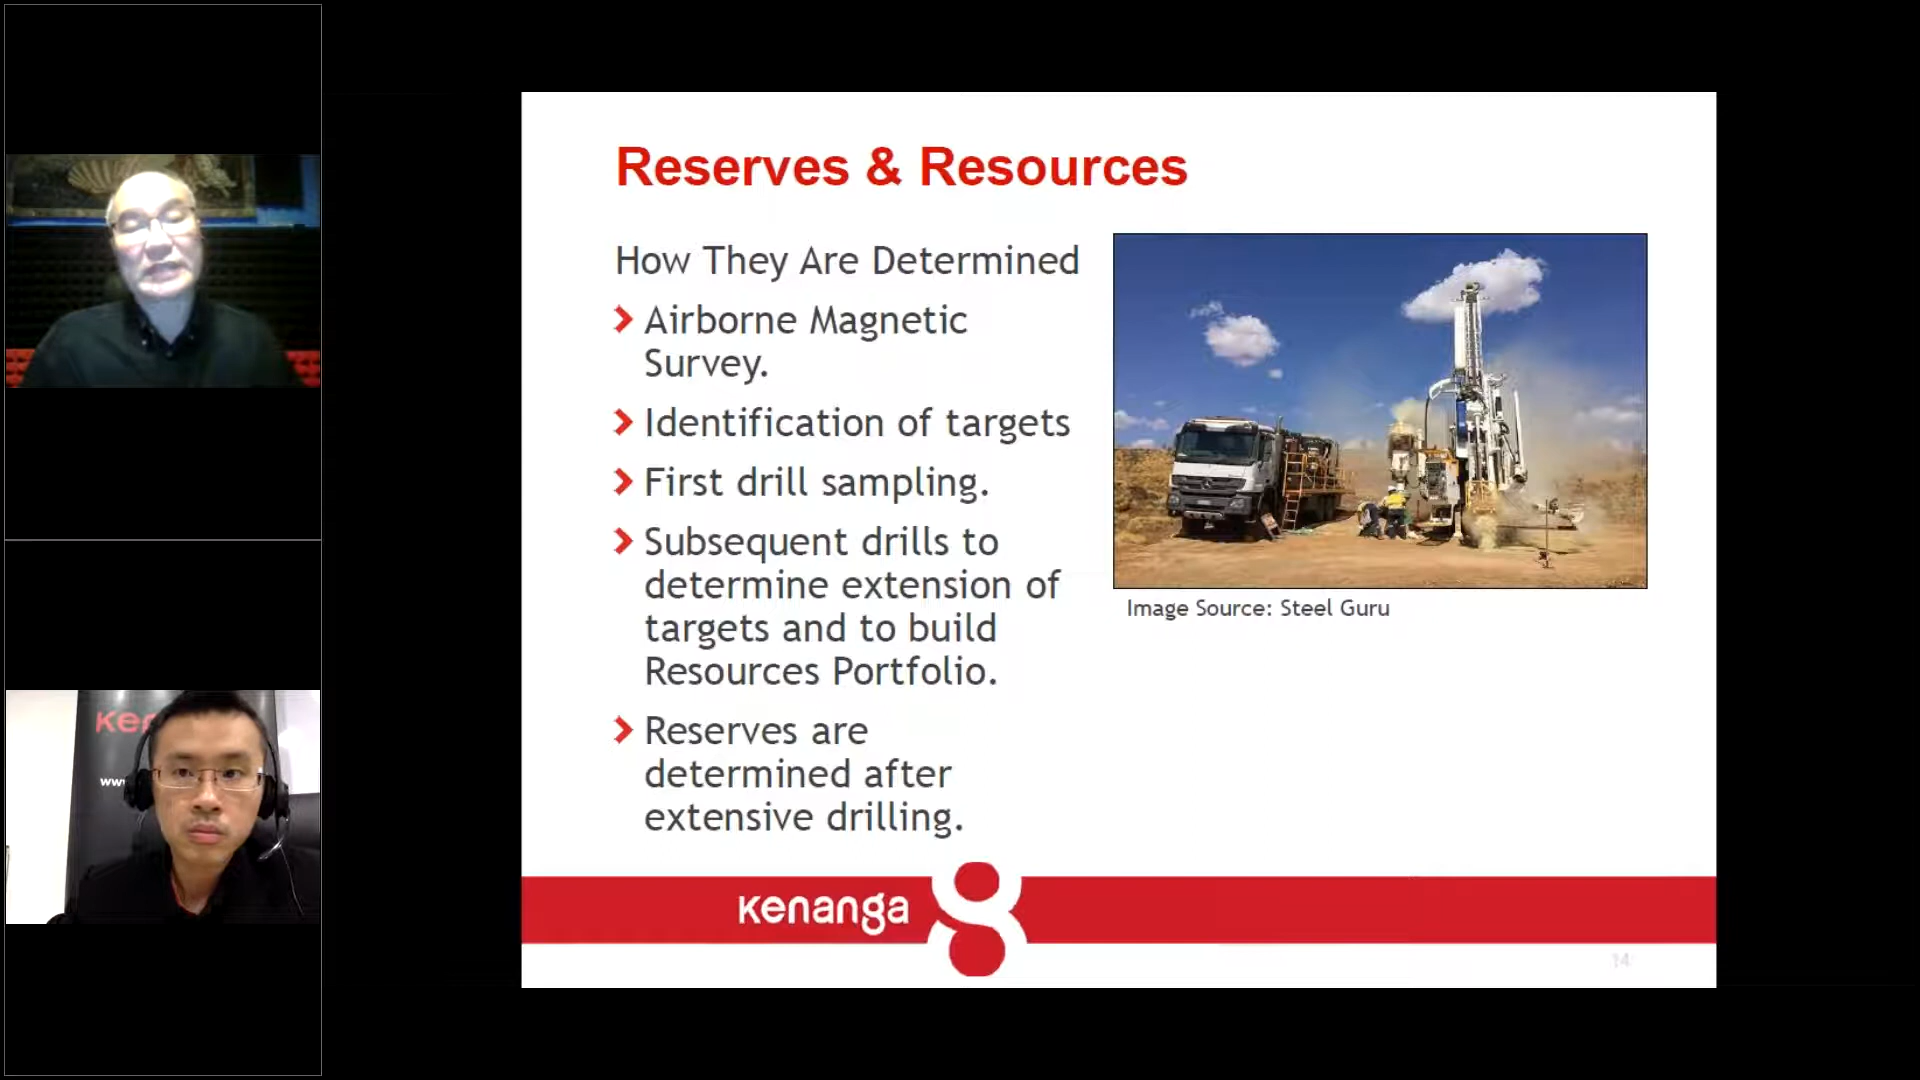 Reserves & Resources
How They Are Determined
Airborne Magnetic
Survey.
Identification of targets
First drill sampling.
Subsequent drills to
determine extension of
targets and to build
Resources Portfolio.
Reserves are
determined after
extensive drilling.
Image Source: Steel Guru
kenanga
14
Ken
www